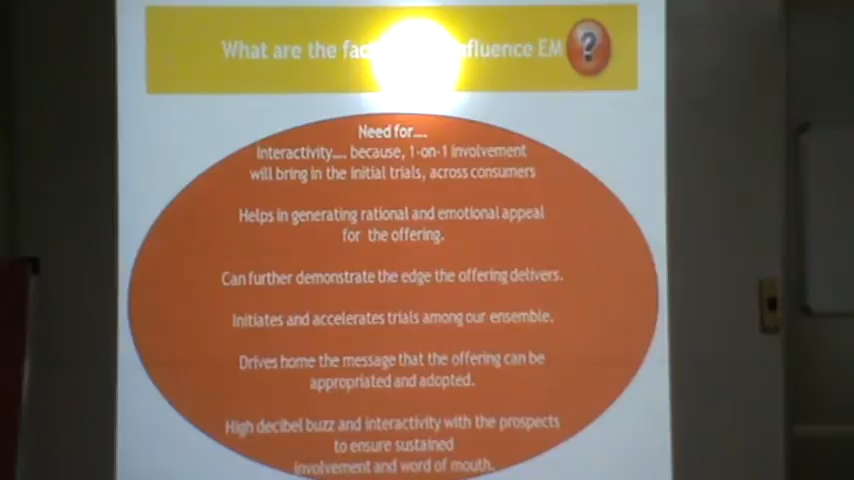 What are the fac fluence EM ?
Need for....
Interactivity.... because, 1-on-1 involvement
will bring in the initial trials, across consumers
Helps in generating rational and emotional appeal
for the offering.
Can further demonstrate the edge the offering delivers.
Initiates and accelerates trials among our ensemble.
Drives home the message that the offering can be
appropriated and adopted.
High decibel buzz and interactivity with the prospects
to ensure sustained
involvement and word of mouth.